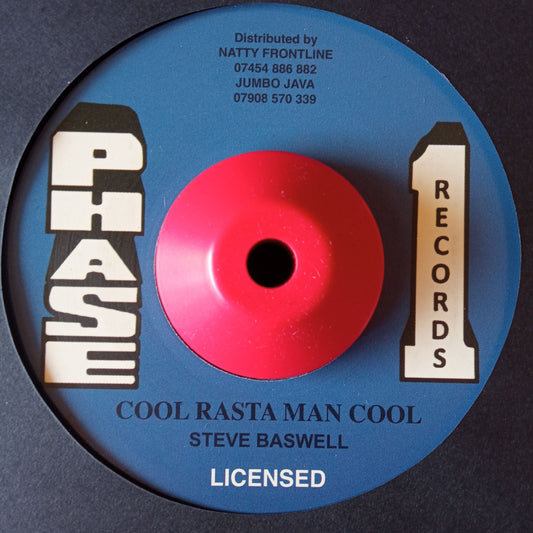 Distributed by
NATTY FRONTLINE
07454 886 882
JUMBO JAVA
07908 570 339
PHASE
1
RECORDS
COOL RASTA MAN COOL
STEVE BASWELL
LICENSED